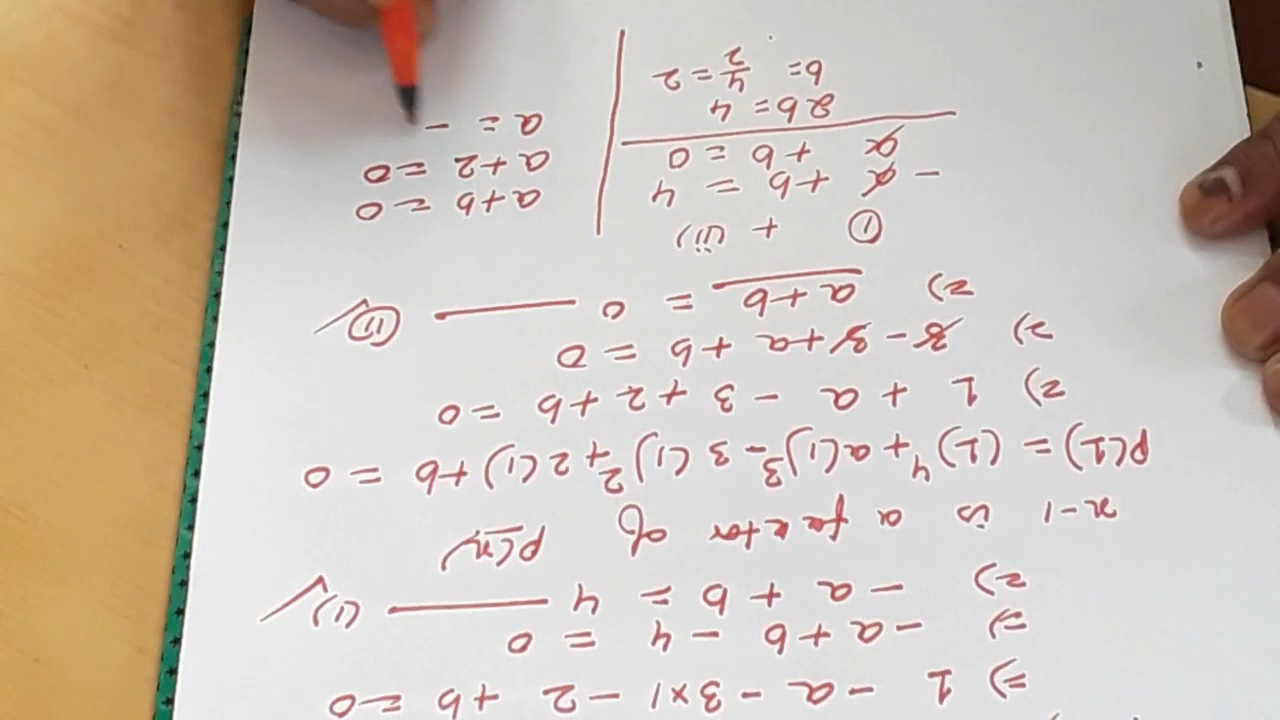 =) 1 - a - 3×1 - 2 + b = 0
=) - a + b - 4 = 0
=) - a + b = 4 —— (i)
x-1 is a factor of p(x)
P(1) = (1)⁴ + a(1)³ - 3(1)² + 2(1) + b = 0
=) 1 + a - 3 + 2 + b = 0
=) 3 - 3 + a + b = 0
=) a + b = 0 —— (ii)
(i) + (ii)
- a + b = 4
a + b = 0
2b = 4
b = 4/2 = 2
a + b = 0
a + 2 = 0
a = -